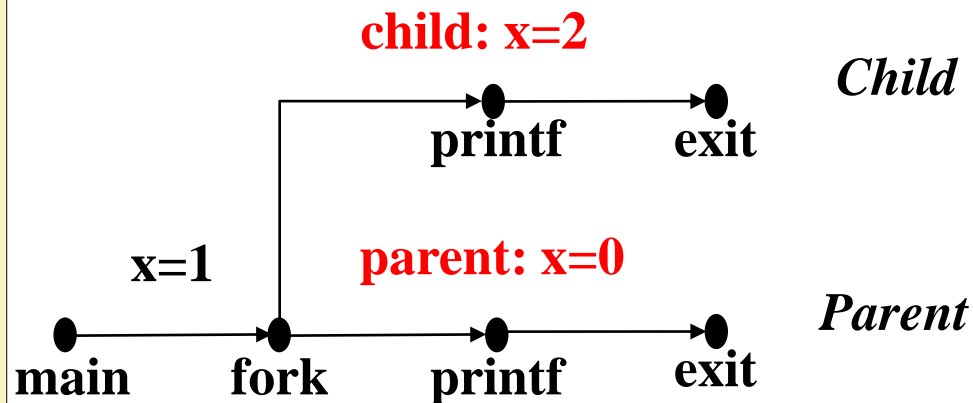 child: x=2
Child
printf
exit
x=1
parent: x=0
Parent
main
fork
printf
exit